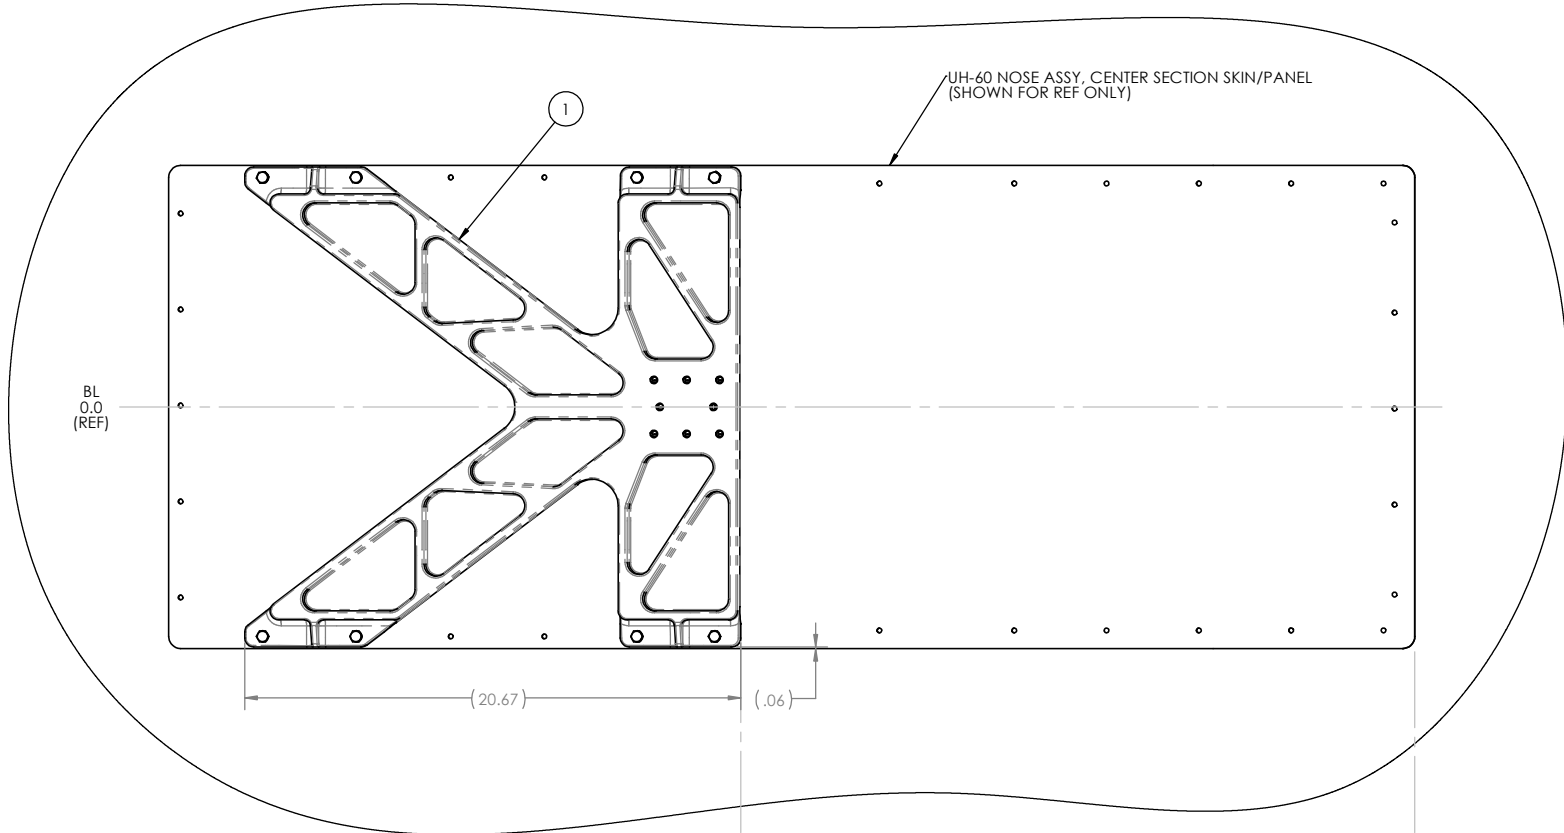 UH-60 NOSE ASSY, CENTER SECTION SKIN/PANEL
(SHOWN FOR REF ONLY)
1
BL
0.0
(REF)
(20.67)
(.06)